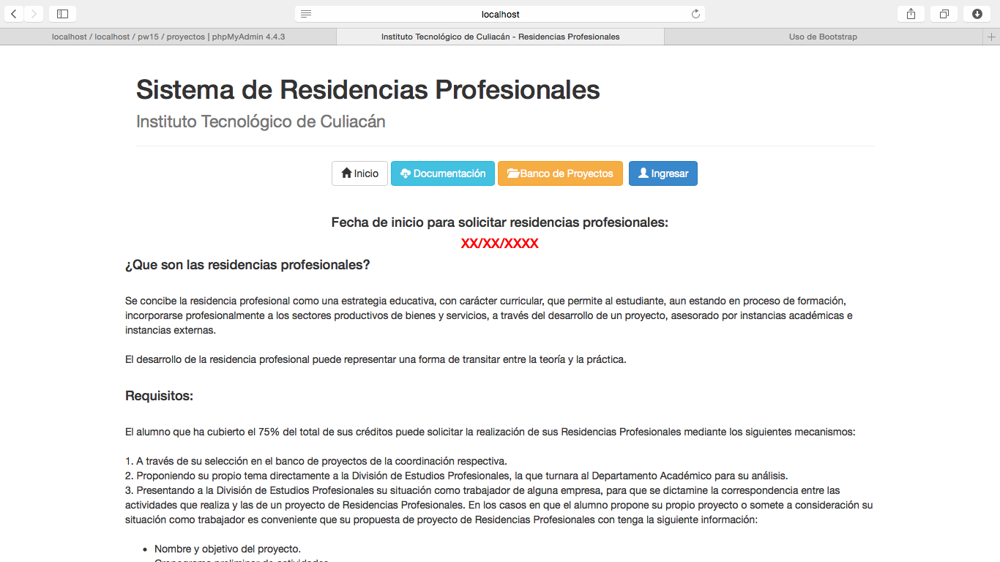 localhost
localhost / localhost / pw15 / proyectos | phpMyAdmin 4.4.3
Instituto Tecnológico de Culiacán - Residencias Profesionales
Uso de Bootstrap
Sistema de Residencias Profesionales
Instituto Tecnológico de Culiacán
Inicio
Documentación
Banco de Proyectos
Ingresar
Fecha de inicio para solicitar residencias profesionales:
XX/XX/XXXX
¿Que son las residencias profesionales?
Se concibe la residencia profesional como una estrategia educativa, con carácter curricular, que permite al estudiante, aun estando en proceso de formación,
incorporarse profesionalmente a los sectores productivos de bienes y servicios, a través del desarrollo de un proyecto, asesorado por instancias académicas e
instancias externas.
El desarrollo de la residencia profesional puede representar una forma de transitar entre la teoría y la práctica.
Requisitos:
El alumno que ha cubierto el 75% del total de sus créditos puede solicitar la realización de sus Residencias Profesionales mediante los siguientes mecanismos:
1. A través de su selección en el banco de proyectos de la coordinación respectiva.
2. Proponiendo su propio tema directamente a la División de Estudios Profesionales, la que turnara al Departamento Académico para su análisis.
3. Presentando a la División de Estudios Profesionales su situación como trabajador de alguna empresa, para que se dictamine la correspondencia entre las
actividades que realiza y las de un proyecto de Residencias Profesionales. En los casos en que el alumno propone su propio proyecto o somete a consideración su
situación como trabajador es conveniente que su propuesta de proyecto de Residencias Profesionales con tenga la siguiente información:
• Nombre y objetivo del proyecto.
• Cronograma preliminar de actividades.